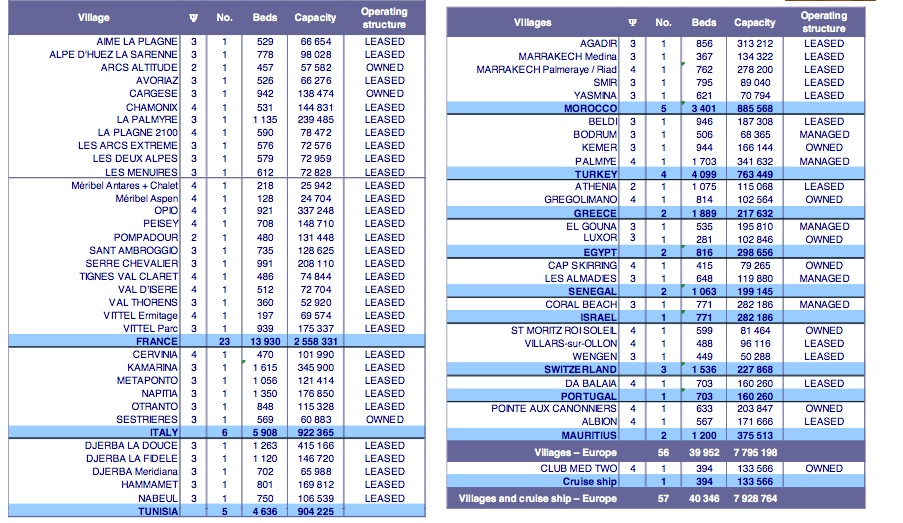 Village Ψ No. Beds Capacity Operating structure
AIME LA PLAGNE 3 1 529 66 654 LEASED
ALPE D'HUEZ LA SARENNE 3 1 778 98 028 LEASED
ARCS ALTITUDE 2 1 457 57 582 OWNED
AVORIAZ 3 1 526 66 276 LEASED
CARGESE 3 1 942 138 474 OWNED
CHAMONIX 4 1 531 144 831 LEASED
LA PALMYRE 3 1 1 135 239 485 LEASED
LA PLAGNE 2100 4 1 590 78 472 LEASED
LES ARCS EXTREME 3 1 576 72 576 LEASED
LES DEUX ALPES 3 1 579 72 959 LEASED
LES MENUIRES 3 1 612 72 828 LEASED
Méribel Antares + Chalet 4 1 218 25 942 LEASED
Méribel Aspen 4 1 128 24 704 LEASED
OPIO 4 1 921 337 248 LEASED
PEISEY 4 1 708 148 710 LEASED
POMPADOUR 2 1 480 131 448 LEASED
SANT AMBROGGIO 3 1 735 128 625 LEASED
SERRE CHEVALIER 3 1 991 208 110 LEASED
TIGNES VAL CLARET 4 1 486 74 844 LEASED
VAL D'ISERE 4 1 512 72 704 LEASED
VAL THORENS 3 1 360 52 920 LEASED
VITTEL Ermitage 4 1 197 69 574 LEASED
VITTEL Parc 3 1 939 175 337 LEASED
FRANCE 23 13 930 2 558 331
CERVINIA 4 1 470 101 990 LEASED
KAMARINA 3 1 1 615 345 900 LEASED
METAPONTO 3 1 1 056 121 414 LEASED
NAPITIA 3 1 1 350 176 850 LEASED
OTRANTO 3 1 848 115 328 LEASED
SESTRIERES 3 1 569 60 883 OWNED
ITALY 6 5 908 922 365
DJERBA LA DOUCE 3 1 1 263 415 166 LEASED
DJERBA LA FIDELE 3 1 1 120 146 720 LEASED
DJERBA Meridiana 3 1 702 65 988 LEASED
HAMMAMET 3 1 801 169 812 LEASED
NABEUL 3 1 750 106 539 LEASED
TUNISIA 5 4 636 904 225
Villages Ψ No. Beds Capacity Operating structure
AGADIR 3 1 856 313 212 LEASED
MARRAKECH Medina 3 1 367 134 322 LEASED
MARRAKECH Palmeraye / Riad 4 1 762 278 200 LEASED
SMIR 3 1 795 89 040 LEASED
YASMINA 3 1 621 70 794 LEASED
MOROCCO 5 3 401 885 568
BELDI 3 1 946 187 308 LEASED
BODRUM 3 1 506 68 365 MANAGED
KEMER 3 1 944 166 144 OWNED
PALMIYE 4 1 1 703 341 632 MANAGED
TURKEY 4 4 099 763 449
ATHENIA 2 1 1 075 115 068 LEASED
GREGOLIMANO 4 1 814 102 564 OWNED
GREECE 2 1 889 217 632
EL GOUNA 3 1 535 195 810 MANAGED
LUXOR 3 1 281 102 846 OWNED
EGYPT 2 816 298 656
CAP SKIRRING 4 1 415 79 265 OWNED
LES ALMADIES 3 1 648 119 880 MANAGED
SENEGAL 2 1 063 199 145
CORAL BEACH 3 1 771 282 186 MANAGED
ISRAEL 1 771 282 186
ST MORITZ ROI SOLEIL 4 1 599 81 464 OWNED
VILLARS-sur-OLLON 4 1 488 96 116 LEASED
WENGEN 3 1 449 50 288 LEASED
SWITZERLAND 3 1 536 227 868
DA BALAIA 4 1 703 160 260 LEASED
PORTUGAL 1 703 160 260
POINTE AUX CANONNIERS 4 1 633 203 847 OWNED
ALBION 4 1 567 171 666 LEASED
MAURITIUS 2 1 200 375 513
Villages – Europe 56 39 952 7 795 198
CLUB MED TWO 4 1 394 133 566 OWNED
Cruise ship 1 394 133 566
Villages and cruise ship – Europe 57 40 346 7 928 764